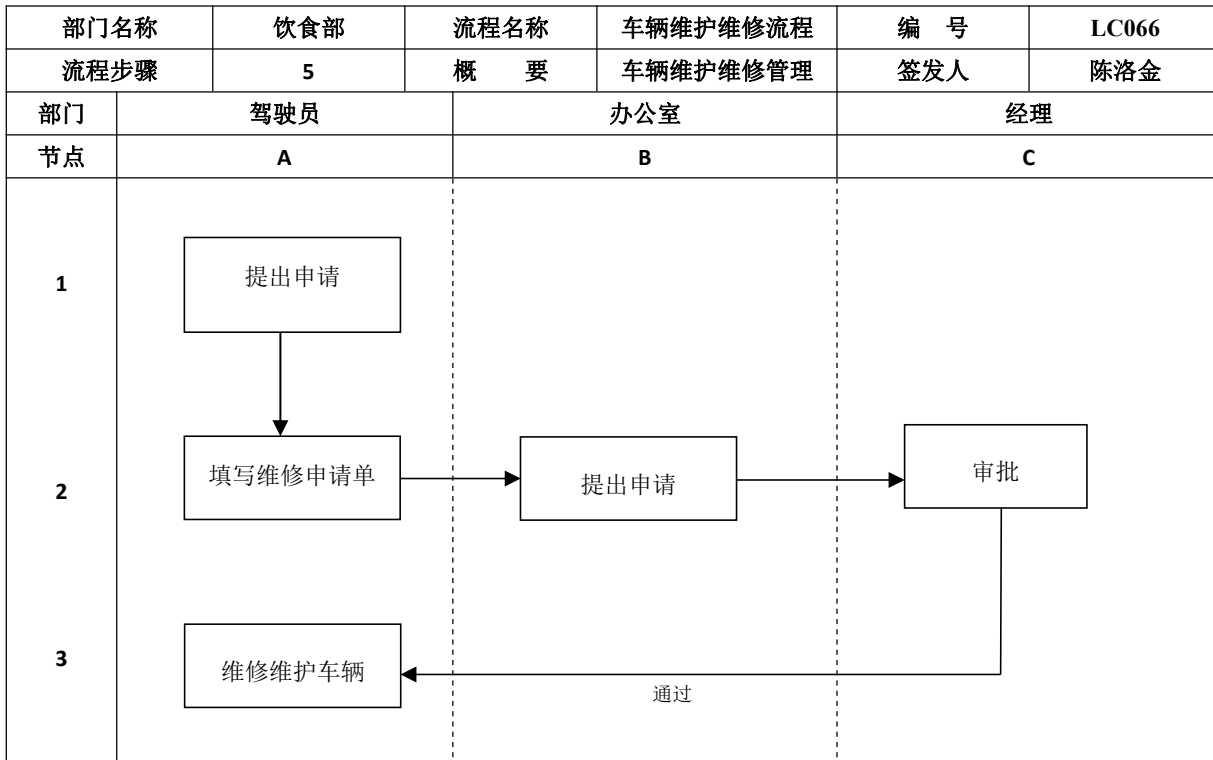 部门名称 饮食部 流程名称 车辆维护维修流程 编 号 LC066
流程步骤 5 概 要 车辆维护维修管理 签发人 陈洛金
部门 驾驶员 办公室 经理
节点 A B C
1 提出申请
2 填写维修申请单 提出申请 审批
3 维修维护车辆
通过